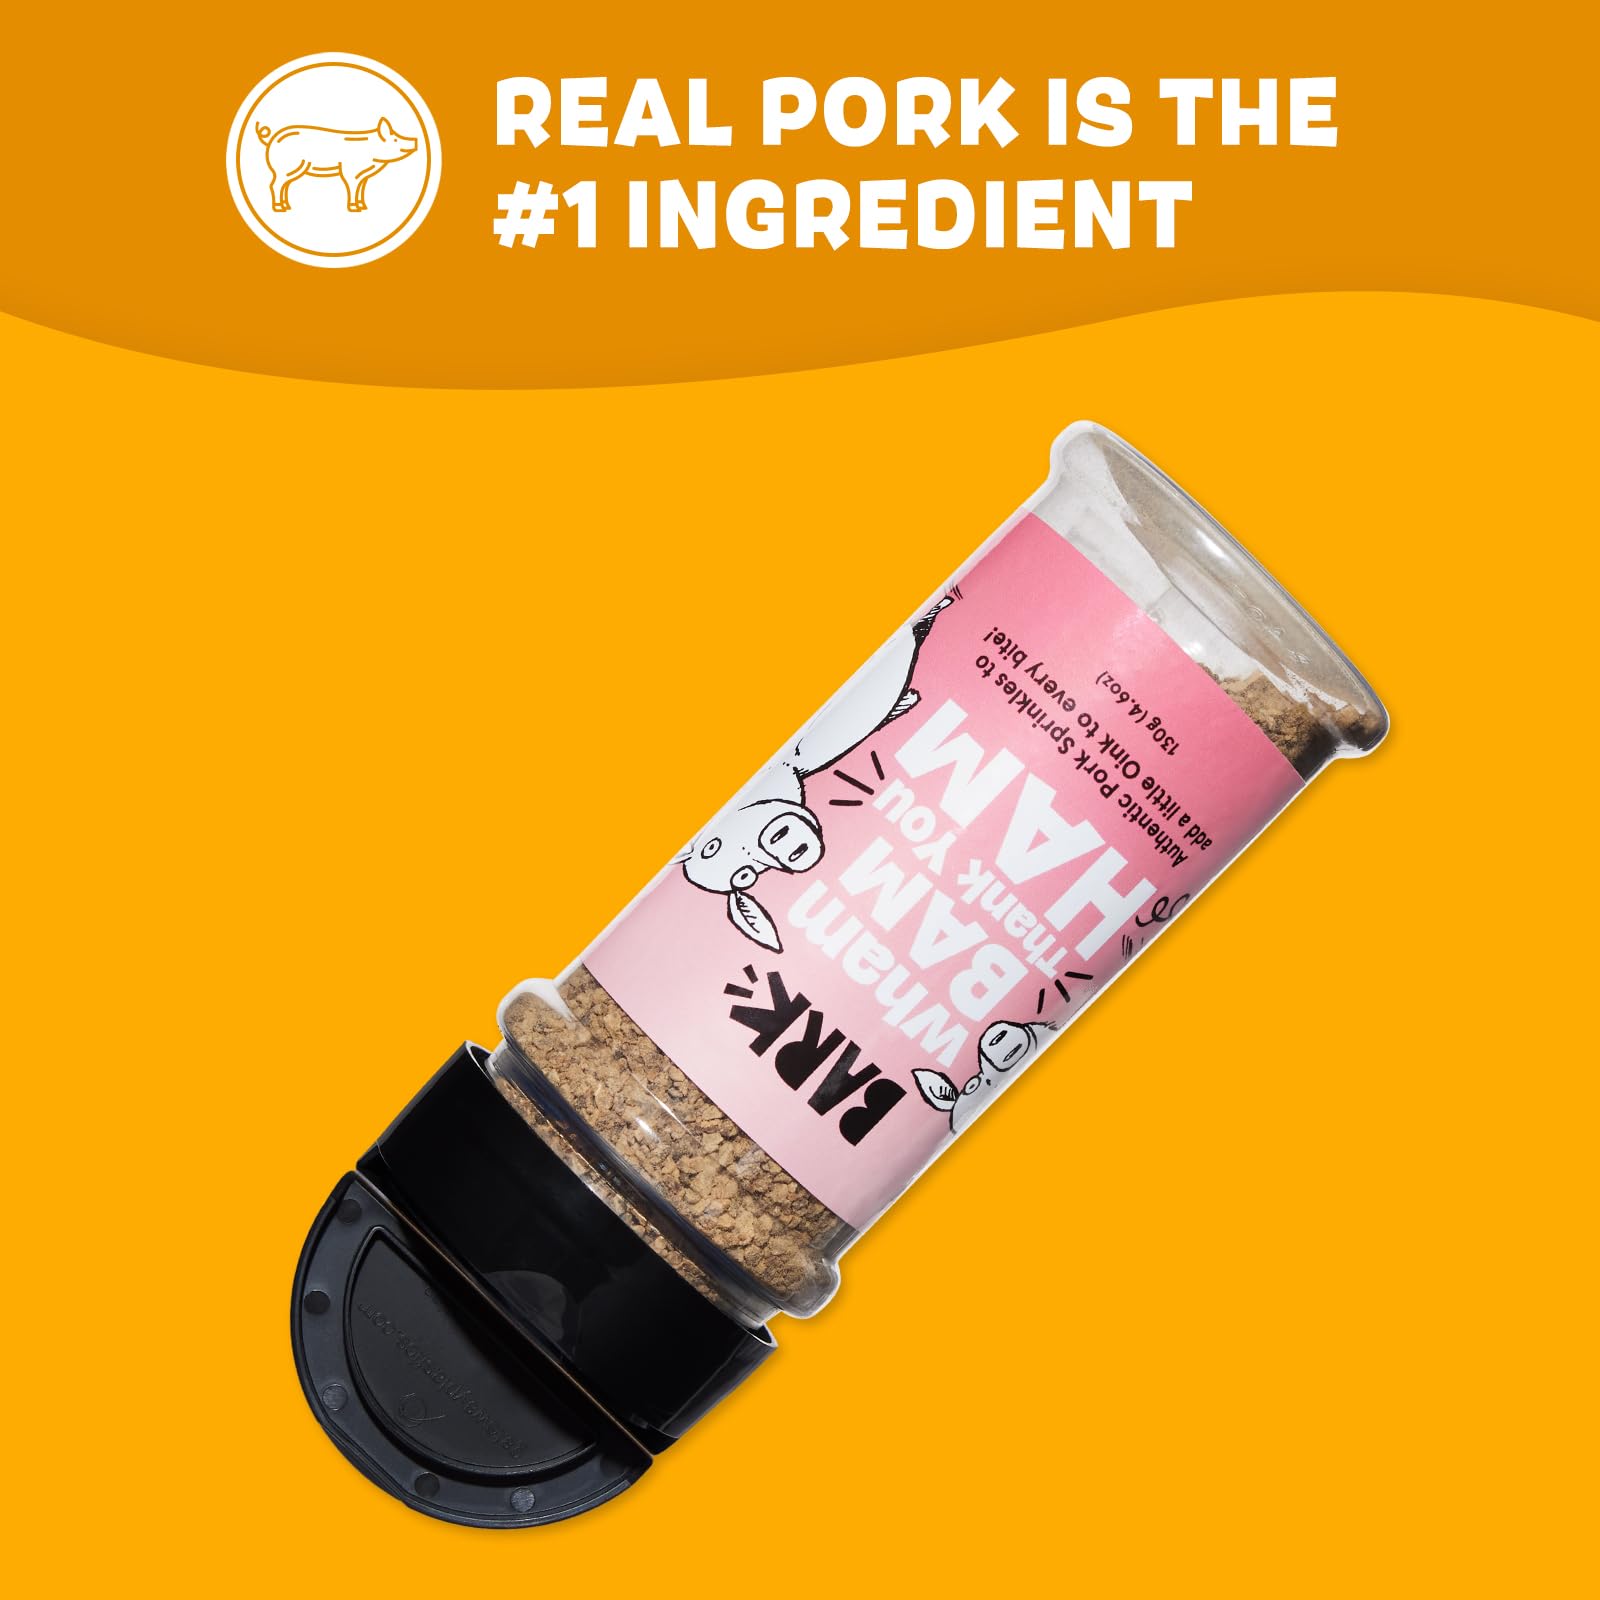 REAL PORK IS THE
#1 INGREDIENT
BARK
Wham
BAM
Thank You
HAM
Authentic Pork Sprinkles to
add a little Oink to every bite!
130g (4.6oz)